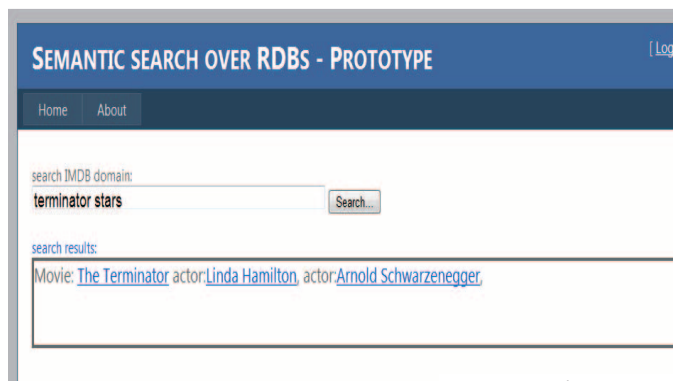 SEMANTIC SEARCH OVER RDBS - PROTOTYPE
[ Log
Home About
search IMDB domain:
terminator stars Search...
search results:
Movie: The Terminator actor:Linda Hamilton, actor:Arnold Schwarzenegger,